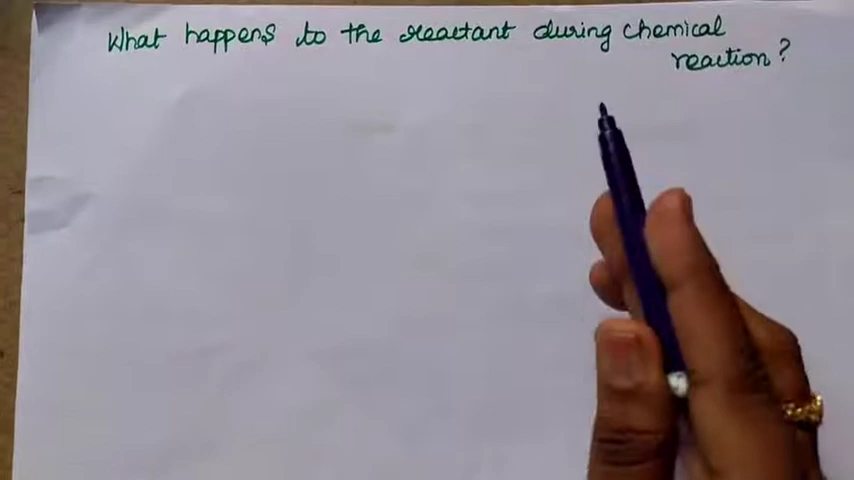 What happens to the reactant during chemical
reaction ?